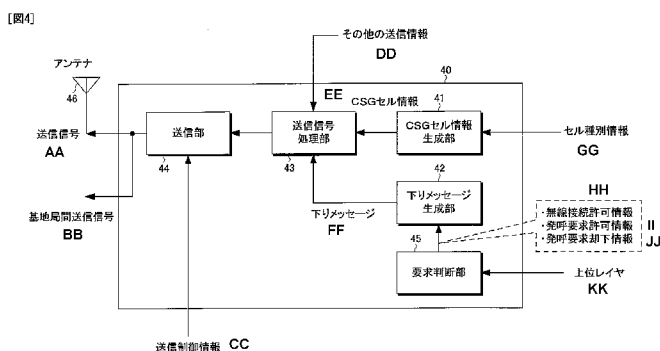 [図4]
その他の送信情報
DD
アンテナ
46
40
EE
CSGセル情報
41
送信部
44
送信信号
処理部
43
CSGセル情報
生成部
セル種別情報
GG
送信信号
AA
42
下りメッセージ
生成部
基地局間送信信号
BB
下りメッセージ
FF
HH
・無線接続許可情報
・発呼要求許可情報 II
・発呼要求却下情報 JJ
45
要求判断部
上位レイヤ
KK
送信制御情報 CC